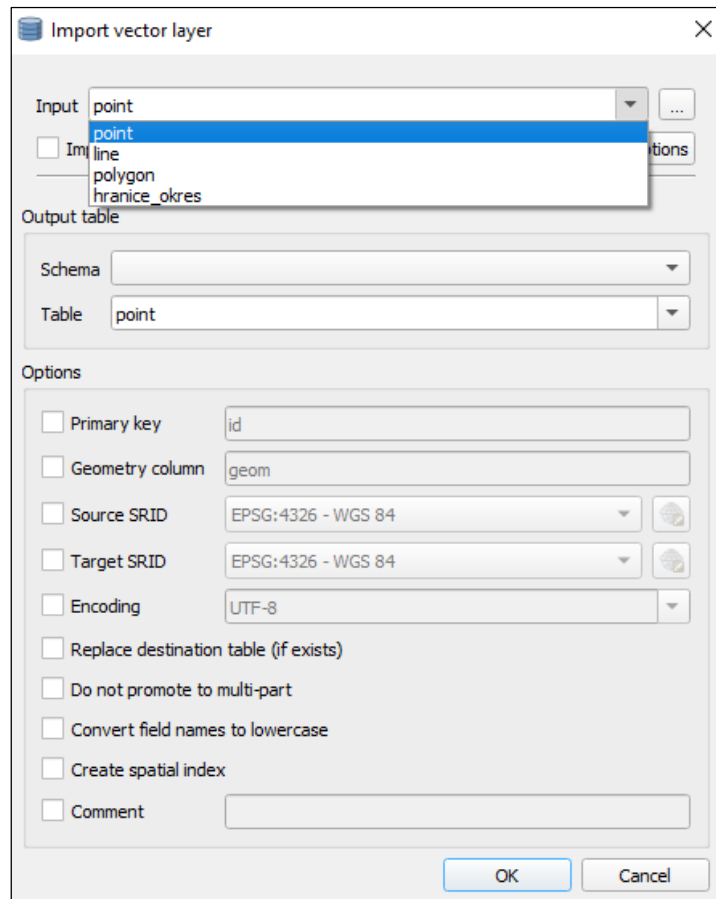 Import vector layer
Input point ...
point
line
polygon
hranice_okres
Output table
Schema
Table point
Options
Primary key id
Geometry column geom
Source SRID EPSG:4326 - WGS 84
Target SRID EPSG:4326 - WGS 84
Encoding UTF-8
Replace destination table (if exists)
Do not promote to multi-part
Convert field names to lowercase
Create spatial index
Comment
OK Cancel